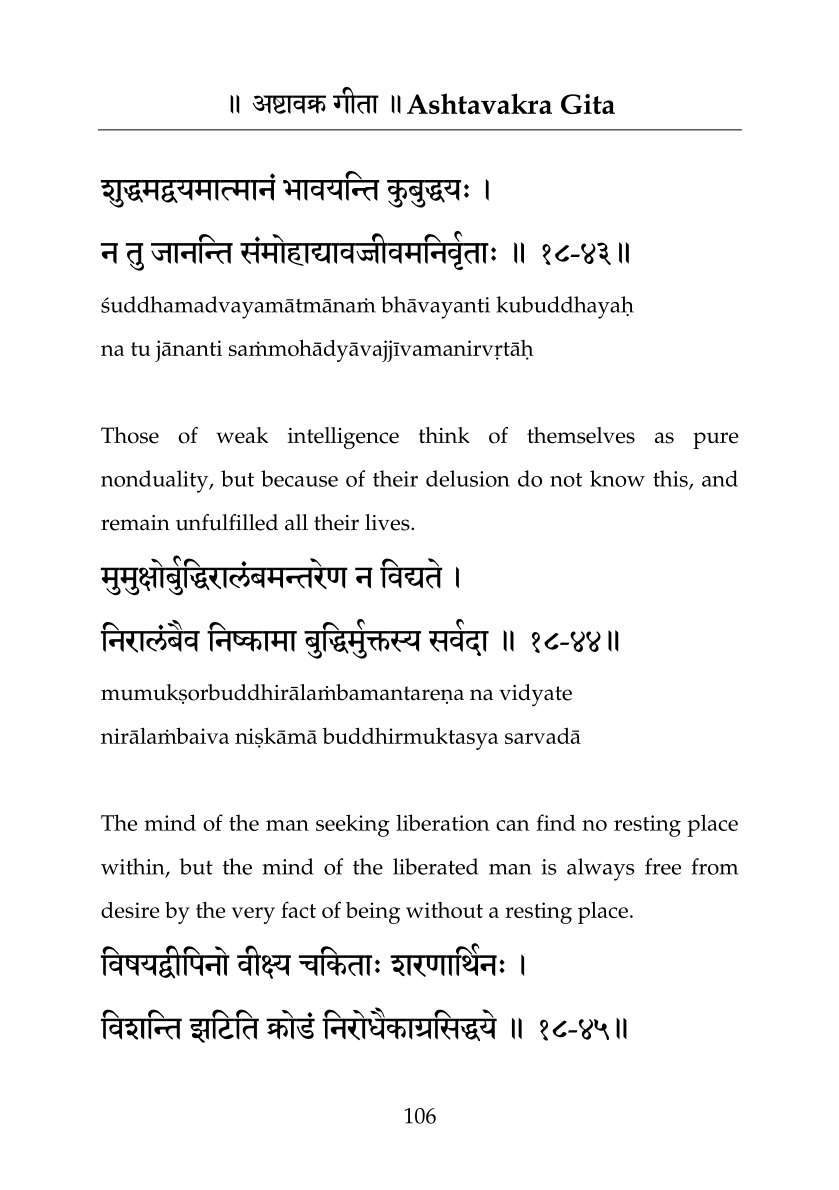 ॥ अष्टावक्र गीता ॥ Ashtavakra Gita
शुद्धमद्वयमात्मानं भावयन्ति कुबुद्धयः ।
न तु जानन्ति संमोहाद्यावज्जीवमनिर्वृताः ॥ १८-४३॥
śuddhamadvayamātmānaṁ bhāvayanti kubuddhayaḥ
na tu jānanti saṁmohādyāvajjīvamanirvṛtāḥ
Those of weak intelligence think of themselves as pure
nonduality, but because of their delusion do not know this, and
remain unfulfilled all their lives.
मुमुक्षोर्बुद्धिरालंबमन्तरेण न विद्यते ।
निरालंबैव निष्कामा बुद्धिर्मुक्तस्य सर्वदा ॥ १८-४४॥
mumukṣorbuddhirālaṁbamantareṇa na vidyate
nirālaṁbaiva niṣkāmā buddhirmuktasya sarvadā
The mind of the man seeking liberation can find no resting place
within, but the mind of the liberated man is always free from
desire by the very fact of being without a resting place.
विषयद्वीपिनो वीक्ष्य चकिताः शरणार्थिनः ।
विशन्ति झटिति क्रोडं निरोधैकाग्रसिद्धये ॥ १८-४५॥
106